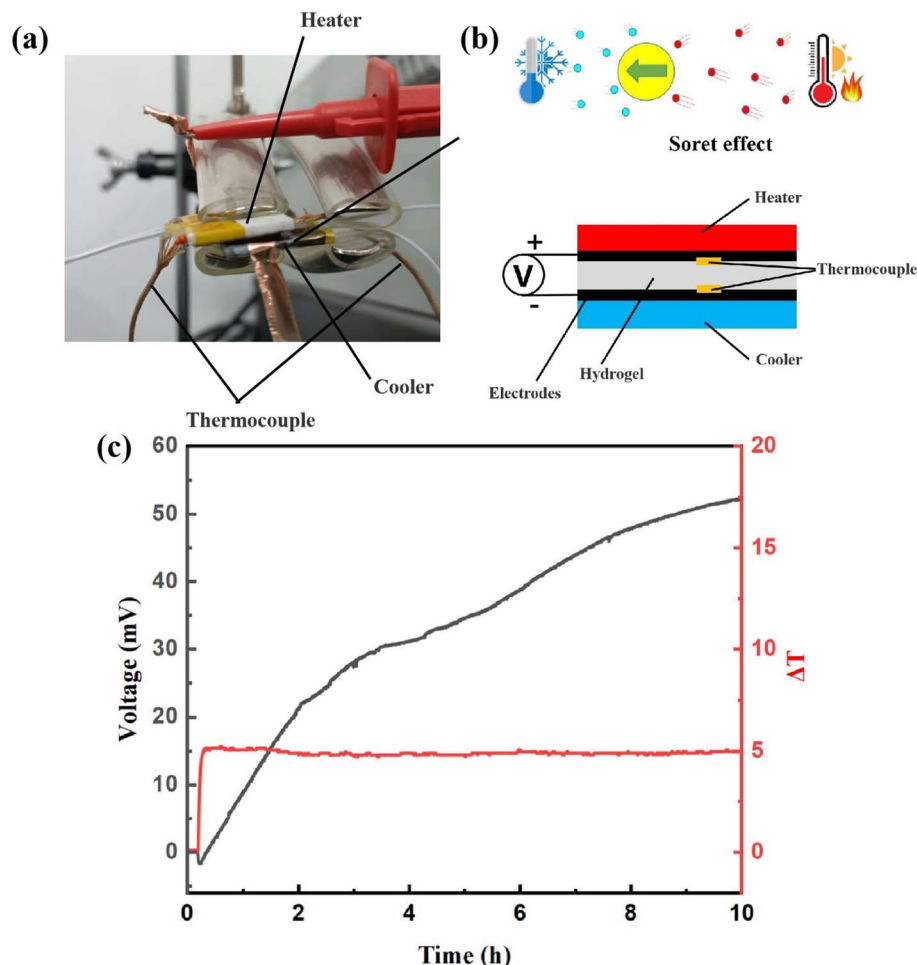 (a)
Heater
Cooler
Thermocouple
(b)
Soret effect
Heater
+
V
-
Thermocouple
Cooler
Hydrogel
Electrodes
(c)
60
50
40
30
20
10
0
Voltage (mV)
20
15
10
5
0
ΔT
0 2 4 6 8 10
Time (h)